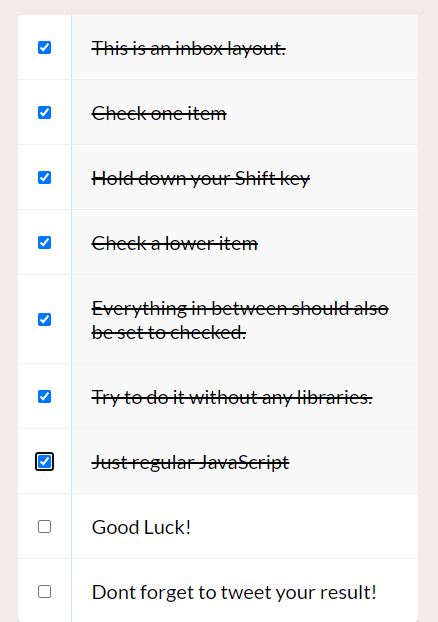 This is an inbox layout.
Check one item
Hold down your Shift key
Check a lower item
Everything in between should also
be set to checked.
Try to do it without any libraries.
Just regular JavaScript
Good Luck!
Dont forget to tweet your result!